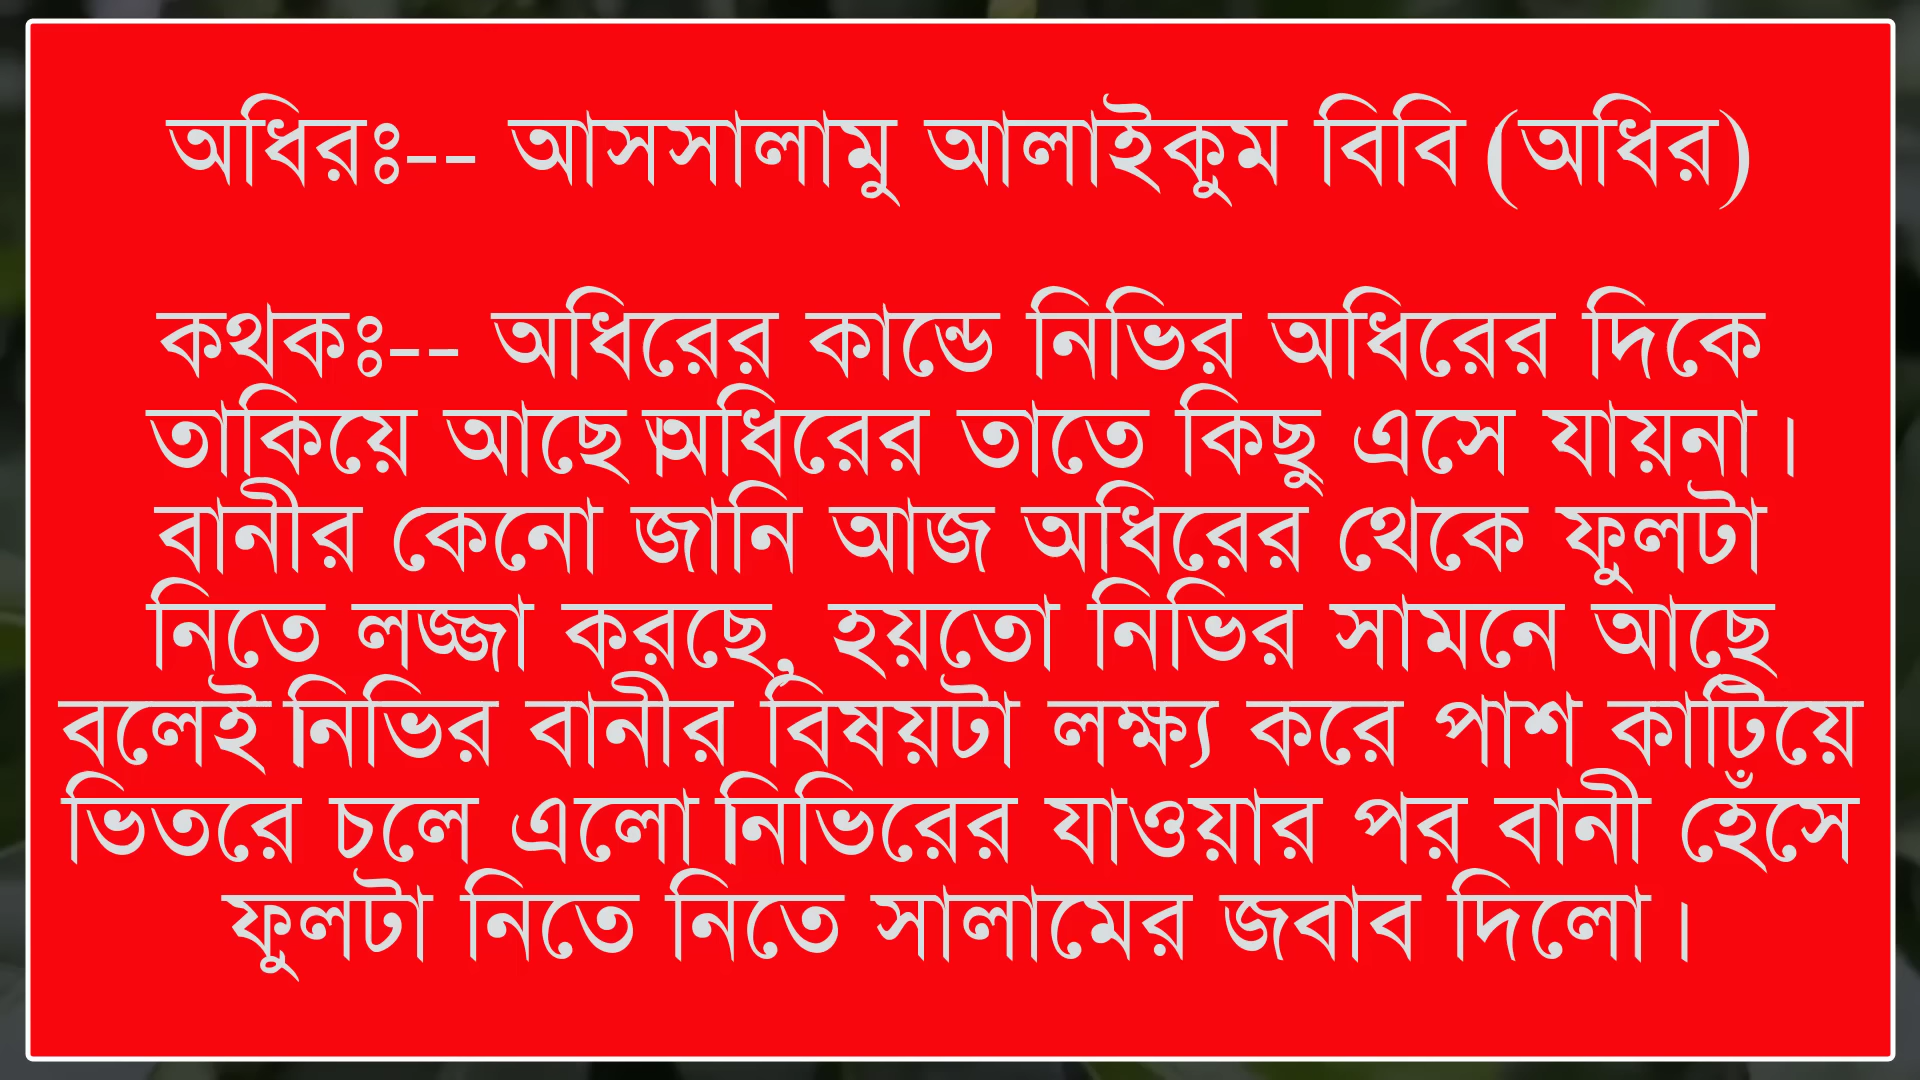 অধিরঃ-- আসসালামু আলাইকুম বিবি (অধির)
কথকঃ-- অধিরের কান্ডে নিভির অধিরের দিকে
তাকিয়ে আছে।অধিরের তাতে কিছু এসে যায়না।
বানীর কেনো জানি আজ অধিরের থেকে ফুলটা
নিতে লজ্জা করছে, হয়তো নিভির সামনে আছে
বলেই।নিভির বানীর বিষয়টা লক্ষ্য করে পাশ কাটিয়ে
ভিতরে চলে এলো।নিভিরের যাওয়ার পর বানী হেঁসে
ফুলটা নিতে নিতে সালামের জবাব দিলো।